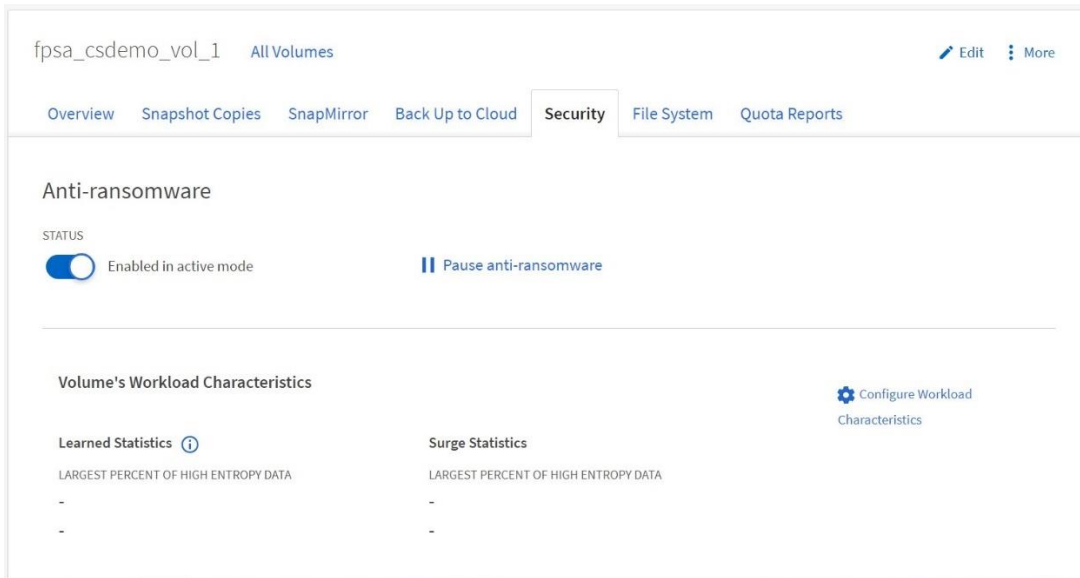 fpsa_csdemo_vol_1 All Volumes Edit More
Overview Snapshot Copies SnapMirror Back Up to Cloud Security File System Quota Reports
Anti-ransomware
STATUS
Enabled in active mode Pause anti-ransomware
Volume's Workload Characteristics
Configure Workload
Characteristics
Learned Statistics Surge Statistics
LARGEST PERCENT OF HIGH ENTROPY DATA LARGEST PERCENT OF HIGH ENTROPY DATA
- -
- -